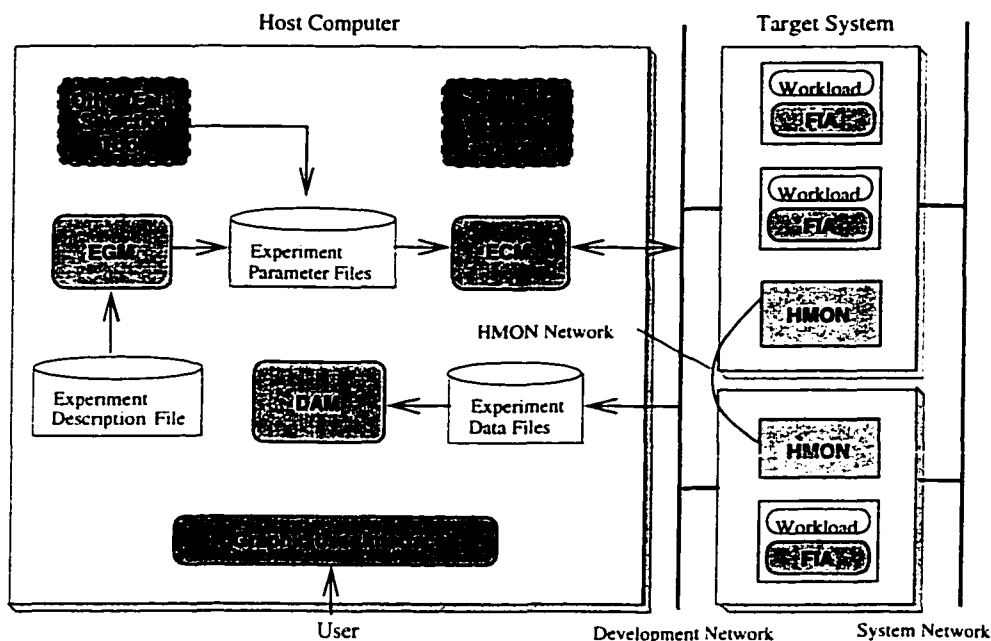 Host Computer
Target System
Workload
FIA
Workload
FIA
EGM
Experiment
Parameter Files
ECM
HMON
HMON Network
Experiment
Description File
DAM
Experiment
Data Files
HMON
Workload
FIA
User
Development Network
System Network